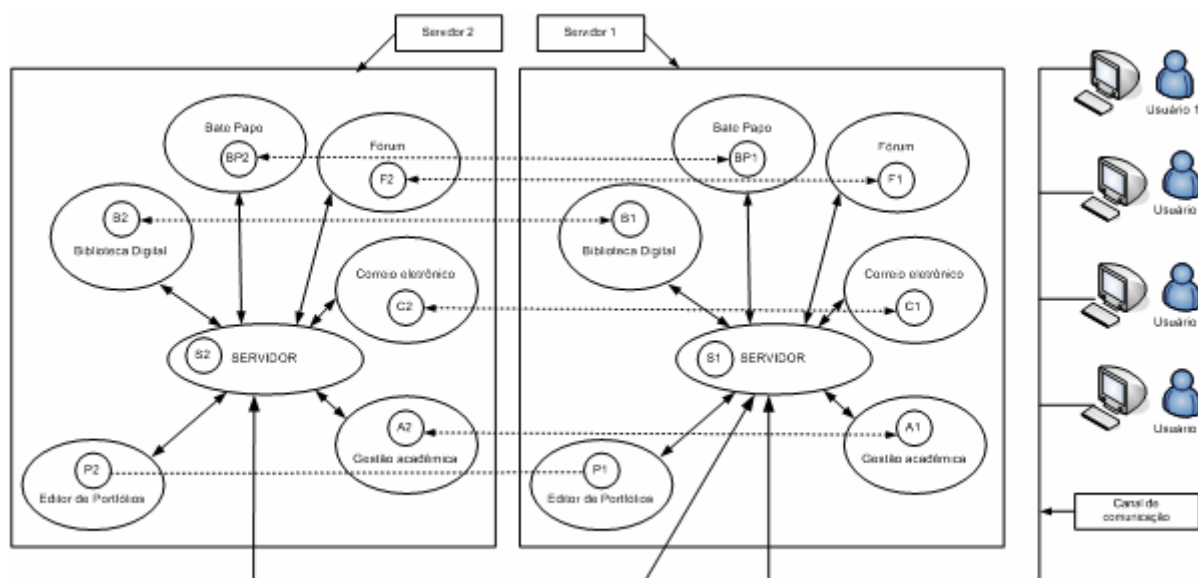 Servidor 2
Servidor 1
Bate Papo
BP2
Fórum
F2
B2
Biblioteca Digital
Correio eletrônico
C2
S2
SERVIDOR
A2
Gestão acadêmica
P2
Editor de Portfólios
Bate Papo
BP1
Fórum
F1
B1
Biblioteca Digital
Correio eletrônico
C1
S1
SERVIDOR
A1
Gestão acadêmica
P1
Editor de Portfólios
Usuário 1
Usuário
Usuário
Usuário
Canal de
comunicação